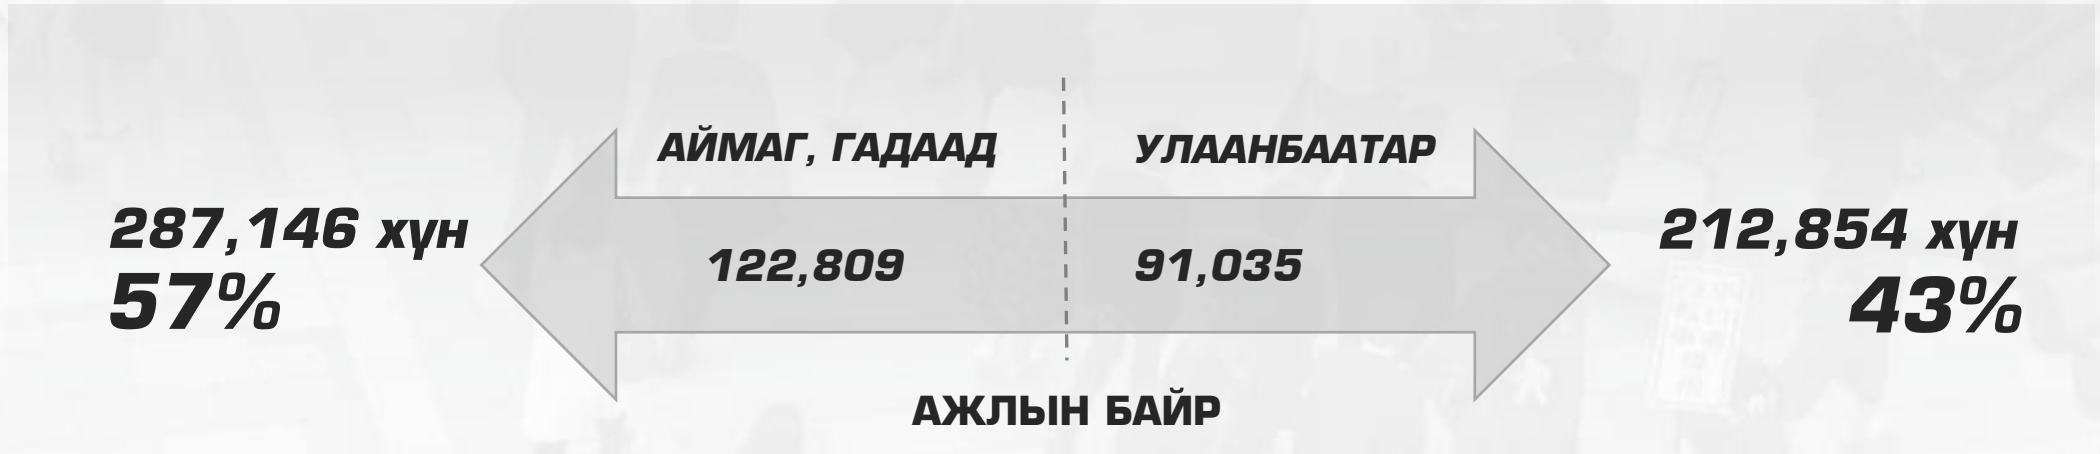 АЙМАГ, ГАДААД
УЛААНБААТАР
287,146 хүн
57%
122,809
91,035
212,854 хүн
43%
АЖЛЫН БАЙР